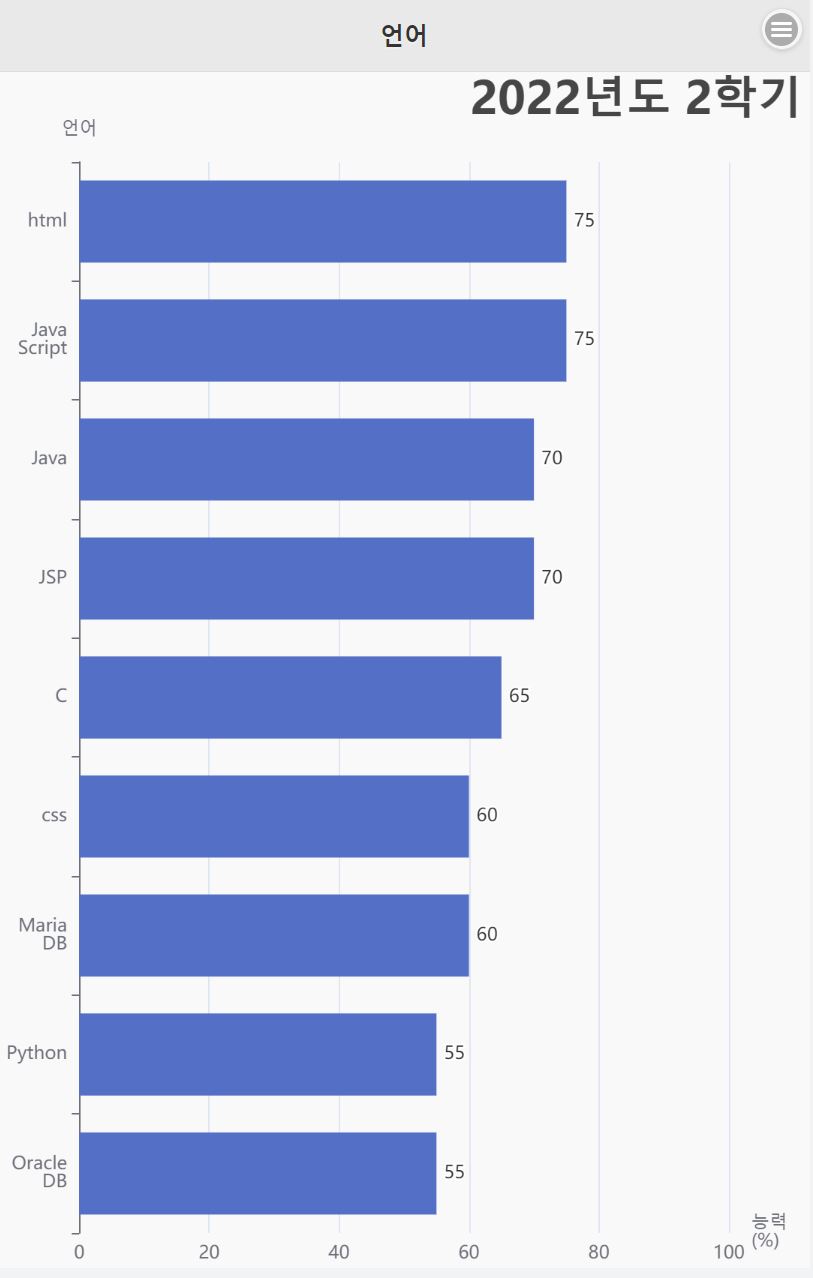 언어
2022년도 2학기
언어
html
75
Java
Script
75
Java
70
JSP
70
C
65
css
60
Maria
DB
60
Python
55
Oracle
DB
55
0 20 40 60 80 100
능력
(%)